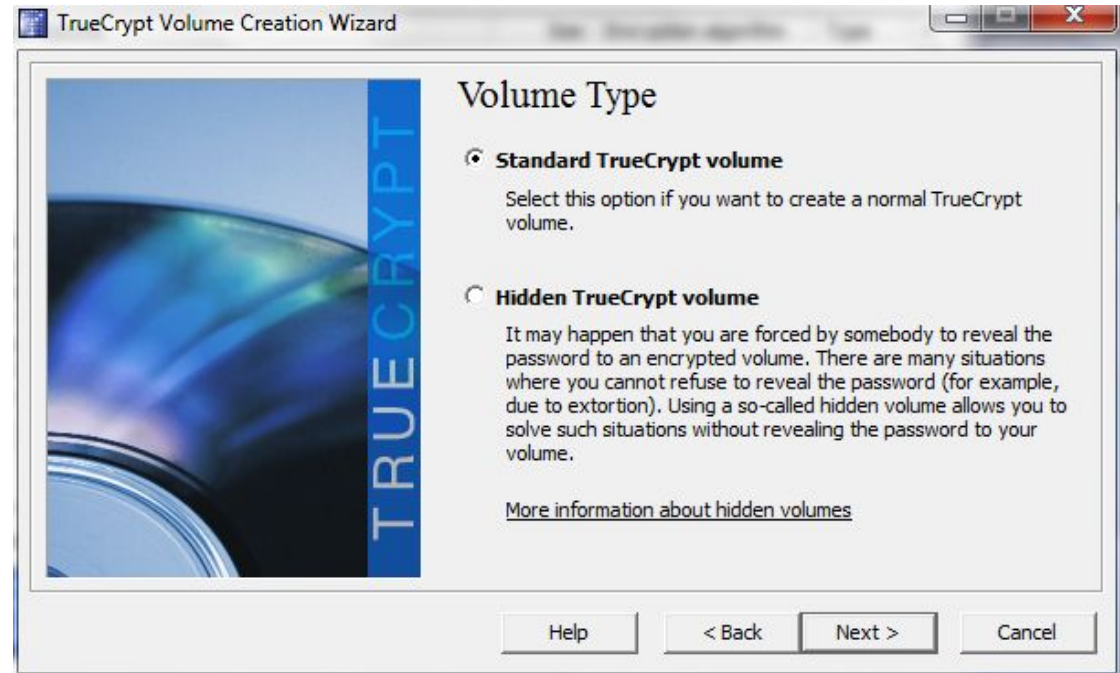 TrueCrypt Volume Creation Wizard
TRUECRYPT
Volume Type
Standard TrueCrypt volume
Select this option if you want to create a normal TrueCrypt
volume.
Hidden TrueCrypt volume
It may happen that you are forced by somebody to reveal the
password to an encrypted volume. There are many situations
where you cannot refuse to reveal the password (for example,
due to extortion). Using a so-called hidden volume allows you to
solve such situations without revealing the password to your
volume.
More information about hidden volumes
Help
< Back
Next >
Cancel